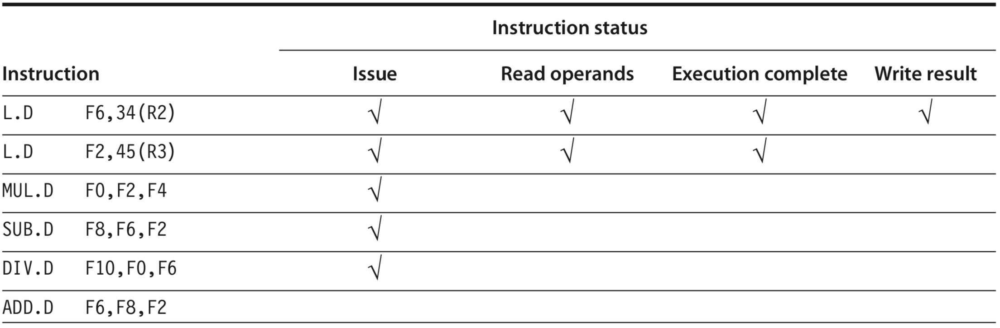 Instruction status
Instruction Issue Read operands Execution complete Write result
L.D F6,34(R2) √ √ √ √
L.D F2,45(R3) √ √ √
MUL.D F0,F2,F4 √
SUB.D F8,F6,F2 √
DIV.D F10,F0,F6 √
ADD.D F6,F8,F2